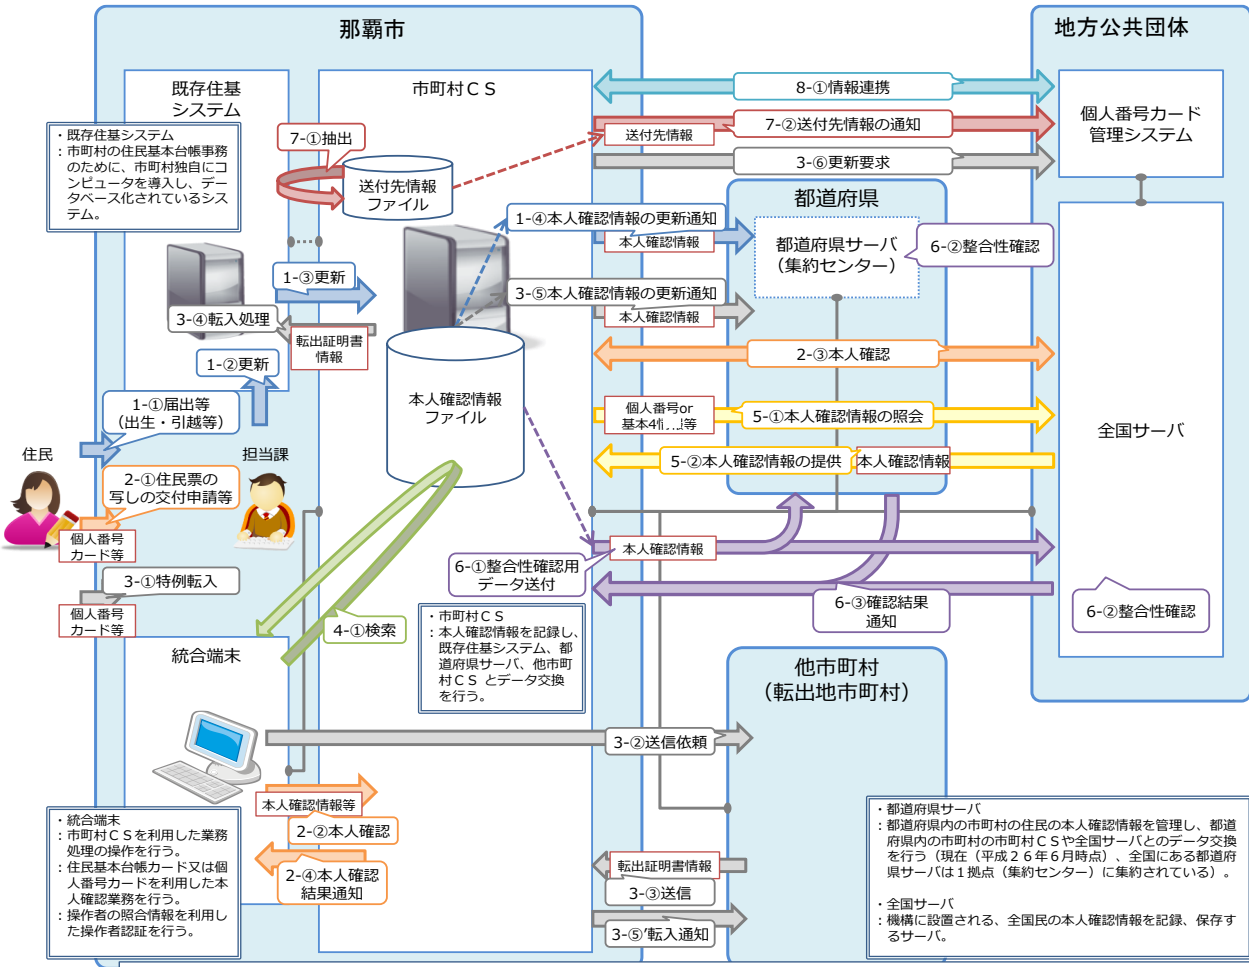 那覇市
地方公共団体
既存住基
システム
市町村ＣＳ
・既存住基システム
：市町村の住民基本台帳事務
のために、市町村独自にコ
ンピュータを導入し、デー
タベース化されているシス
テム。
7-①抽出
送付先情報
ファイル
8-①情報連携
送付先情報
7-②送付先情報の通知
3-⑥更新要求
個人番号カード
管理システム
都道府県
1-④本人確認情報の更新通知
本人確認情報
都道府県サーバ
（集約センター）
6-②整合性確認
1-③更新
3-⑤本人確認情報の更新通知
本人確認情報
3-④転入処理
転出証明書
情報
1-②更新
2-③本人確認
本人確認情報
ファイル
1-①届出等
（出生・引越等）
個人番号or
基本4情報等
5-①本人確認情報の照会
全国サーバ
住民
担当課
5-②本人確認情報の提供
本人確認情報
2-①住民票の
写しの交付申請等
個人番号
カード等
本人確認情報
6-①整合性確認用
データ送付
3-①特例転入
個人番号
カード等
4-①検索
6-③確認結果
通知
6-②整合性確認
・市町村ＣＳ
：本人確認情報を記録し、
既存住基システム、都
道府県サーバ、他市町
村ＣＳ とデータ交換
を行う。
統合端末
他市町村
（転出地市町村）
3-②送信依頼
本人確認情報等
2-②本人確認
2-④本人確認
結果通知
転出証明書情報
3-③送信
3-⑤’転入通知
・統合端末
：市町村ＣＳを利用した業務
処理の操作を行う。
：住民基本台帳カード又は個
人番号カードを利用した本
人確認業務を行う。
：操作者の照合情報を利用し
た操作者認証を行う。
・都道府県サーバ
：都道府県内の市町村の住民の本人確認情報を管理し、都道
府県内の市町村の市町村ＣＳや全国サーバとのデータ交換
を行う（現在（平成２６年６月時点）、全国にある都道府
県サーバは１拠点（集約センター）に集約されている）。
・全国サーバ
：機構に設置される、全国民の本人確認情報を記録、保存す
るサーバ。